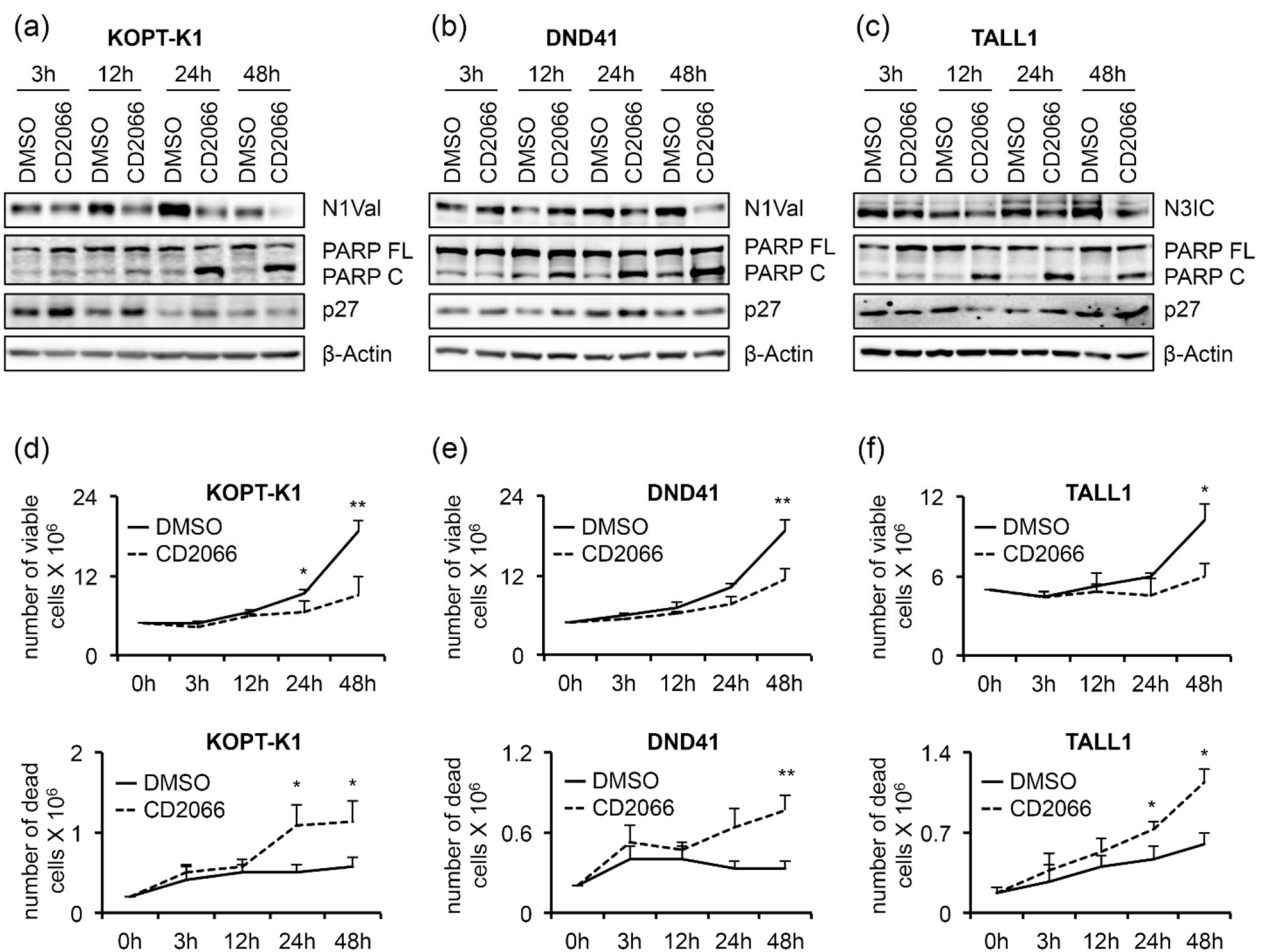 (a)
KOPT-K1
3h 12h 24h 48h
DMSO CD2066 DMSO CD2066 DMSO CD2066 DMSO CD2066
N1Val
PARP FL
PARP C
p27
β-Actin
(b)
DND41
3h 12h 24h 48h
DMSO CD2066 DMSO CD2066 DMSO CD2066 DMSO CD2066
N1Val
PARP FL
PARP C
p27
β-Actin
(c)
TALL1
3h 12h 24h 48h
DMSO CD2066 DMSO CD2066 DMSO CD2066 DMSO CD2066
N3IC
PARP FL
PARP C
p27
β-Actin
(d)
KOPT-K1
number of viable
cells X 10⁶
24
12
0
DMSO
CD2066
*
**
0h 3h 12h 24h 48h
KOPT-K1
number of dead
cells X 10⁶
2
1
0
DMSO
CD2066
* *
0h 3h 12h 24h 48h
(e)
DND41
number of viable
cells X 10⁶
24
12
0
DMSO
CD2066
**
0h 3h 12h 24h 48h
DND41
number of dead
cells X 10⁶
1.2
0.6
0
DMSO
CD2066
**
0h 3h 12h 24h 48h
(f)
TALL1
number of viable
cells X 10⁶
12
6
0
DMSO
CD2066
*
0h 3h 12h 24h 48h
TALL1
number of dead
cells X 10⁶
1.4
0.7
0
DMSO
CD2066
*
*
0h 3h 12h 24h 48h